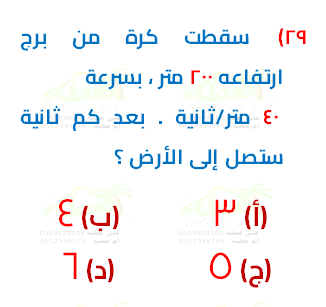 ٢٩) سقطت كرة من برج
ارتفاعه ٢٠٠ متر ، بسرعة
٤٠ متر/ثانية . بعد كم ثانية
ستصل إلى الأرض ؟
(أ) ٣ (ب) ٤
(ج) ٥ (د) ٦